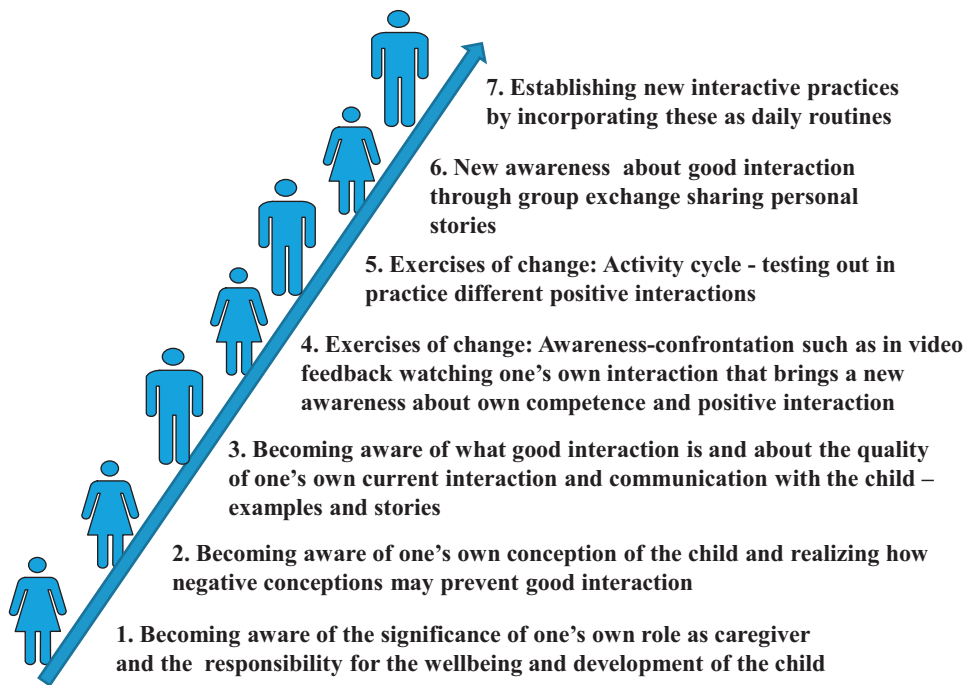 7. Establishing new interactive practices
by incorporating these as daily routines
6. New awareness  about good interaction
through group exchange sharing personal
stories
5. Exercises of change: Activity cycle - testing out in
practice different positive interactions
4. Exercises of change: Awareness-confrontation such as in video
feedback watching one’s own interaction that brings a new
awareness about own competence and positive interaction
3. Becoming aware of what good interaction is and about the quality
of one’s own current interaction and communication with the child –
examples and stories
2. Becoming aware of one’s own conception of the child and realizing how
negative conceptions may prevent good interaction
1. Becoming aware of the significance of one’s own role as caregiver
and the  responsibility for the wellbeing and development of the child